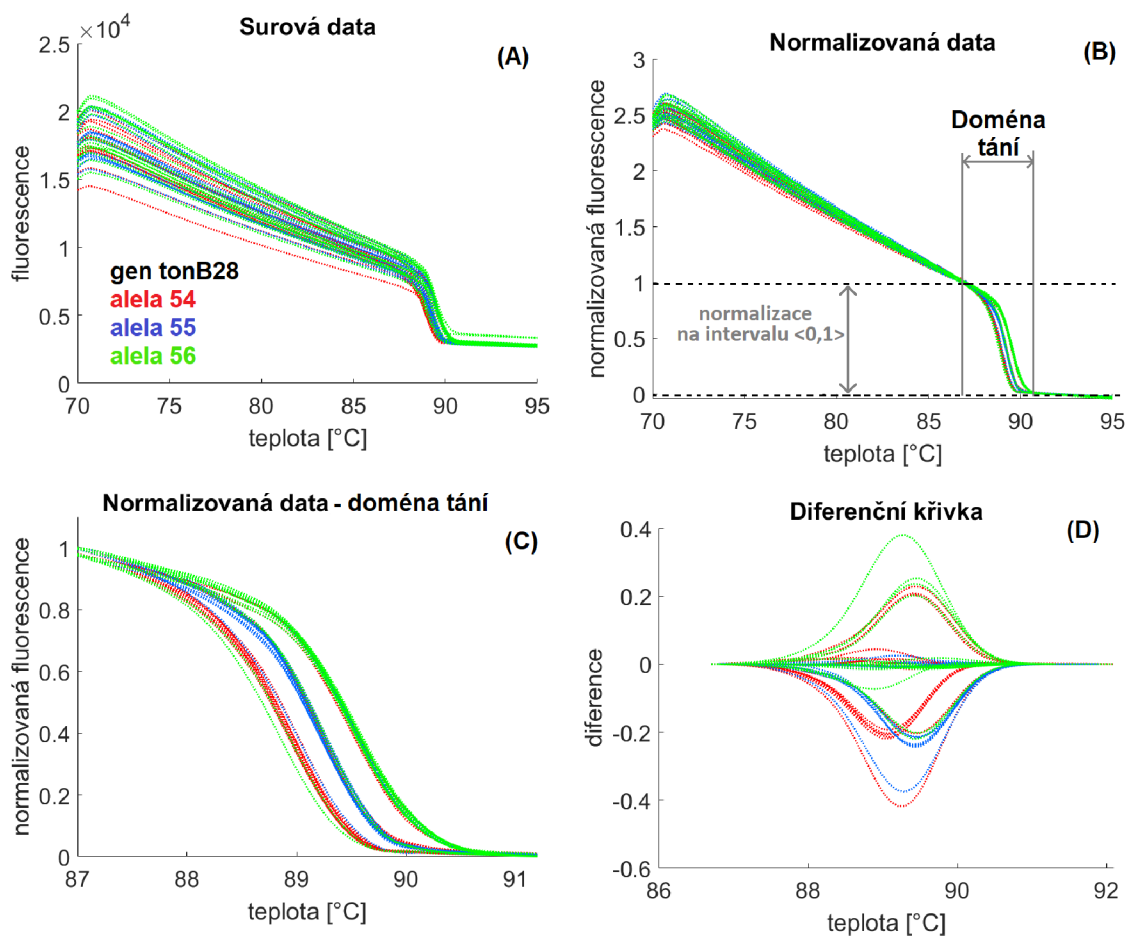 Surová data
(A)
×10⁴
2.5
2
1.5
1
0.5
0
fluorescence
gen tonB28
alela 54
alela 55
alela 56
70 75 80 85 90 95
teplota [°C]
Normalizovaná data
(B)
3
2.5
2
1.5
1
0.5
0
normalizovaná fluorescence
Doména
tání
normalizace
na intervalu <0,1>
70 75 80 85 90 95
teplota [°C]
Normalizovaná data - doména tání
(C)
1
0.8
0.6
0.4
0.2
0
normalizovaná fluorescence
87 88 89 90 91
teplota [°C]
Diferenční křivka
(D)
0.4
0.2
0
-0.2
-0.4
-0.6
diference
86 88 90 92
teplota [°C]